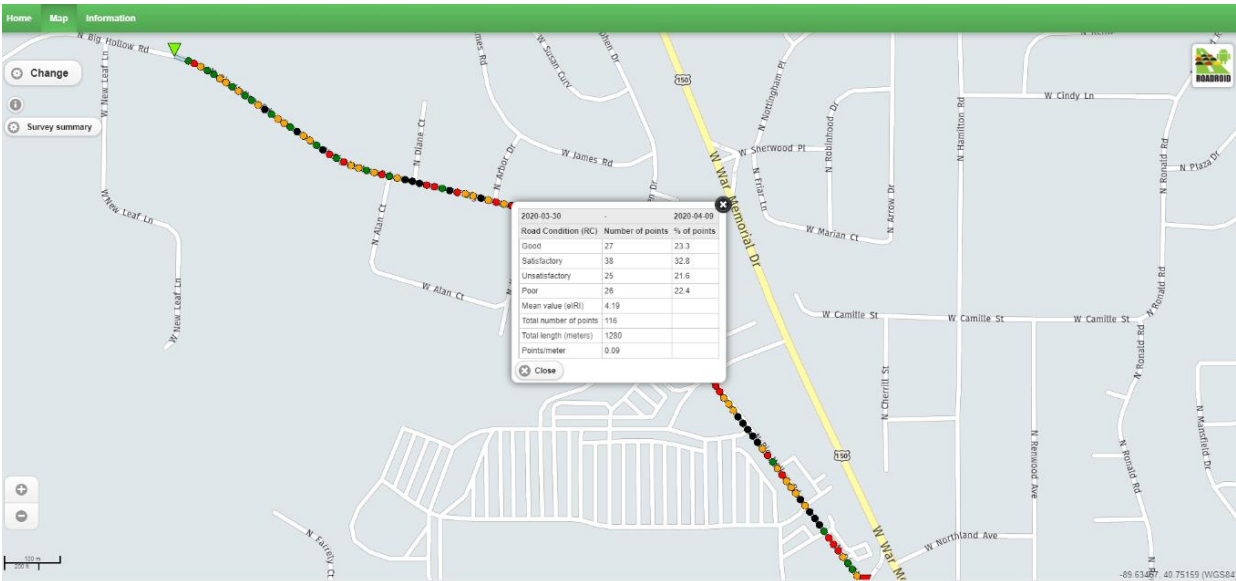 Home Map Information
N Big Hollow Rd
Change
Survey summary
W New Leaf Ln
W New Leaf Ln
W New Leaf Ln
N Diane Ct
N Alan Ct
W Alan Ct
N Arbor Dr
W James Rd
W Susan Curv
150
W War Memorial Dr
W Sherwood Pl
N Nottingham Pl
N Robinhood Dr
N Friar Ln
W Marian Ct
N Arrow Dr
N Hamilton Rd
W Cindy Ln
N Ronald Rd
N Plaza Dr
ROADROID
2020-03-30 - 2020-04-09
Road Condition (RC) Number of points % of points
Good 27 23.3
Satisfactory 38 32.8
Unsatisfactory 25 21.6
Poor 26 22.4
Mean value (eIRI) 4.19
Total number of points 116
Total length (meters) 1280
Points/meter 0.09
Close
W Camille St W Camille St W Camille St
N Ronald Rd
N Ronald Rd
N Cherrill St
N Renwood Ave
N Ronald Rd
N Mansfield Dr
150
W Northland Ave
N Farrely Ct
100 m
200 ft
-89.63467, 40.75159 (WGS84